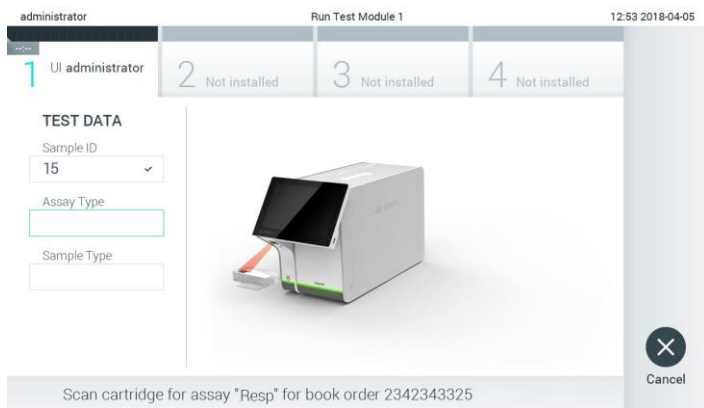 administrator
Run Test Module 1
12:53 2018-04-05
--:--
1 UI administrator
2 Not installed
3 Not installed
4 Not installed
TEST DATA
Sample ID
15
Assay Type
Sample Type
Cancel
Scan cartridge for assay "Resp" for book order 2342343325